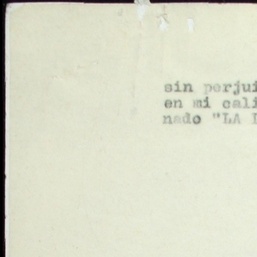 sin perjui
en mi cali
nado "LA